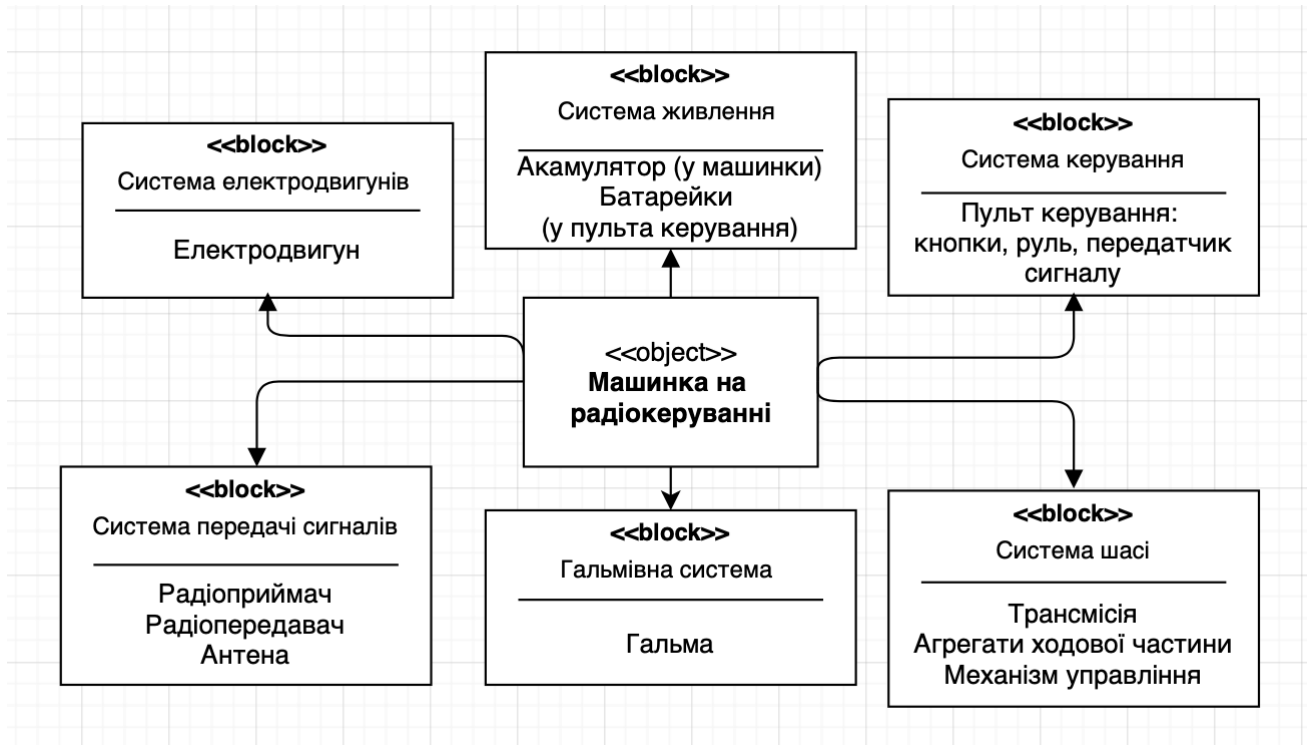 <<block>>
Система електродвигунів
Електродвигун
<<block>>
Система живлення
Акамулятор (у машинки)
Батарейки
(у пульта керування)
<<block>>
Система керування
Пульт керування:
кнопки, руль, передатчик
сигналу
<<object>>
Машинка на
радіокеруванні
<<block>>
Система передачі сигналів
Радіоприймач
Радіопередавач
Антена
<<block>>
Гальмівна система
Гальма
<<block>>
Система шасі
Трансмісія
Агрегати ходової частини
Механізм управління